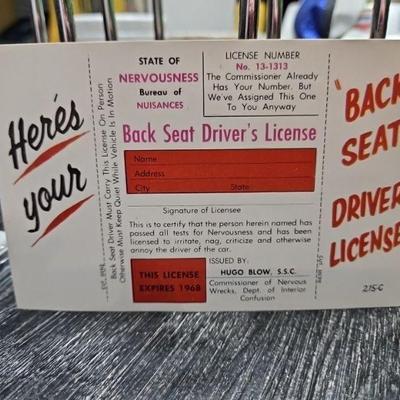 Here's
your
Back Seat Driver Must Carry This License On Person
Otherwise Must Keep Quiet While Vehicle Is In Motion
STATE OF
NERVOUSNESS
Bureau of
NUISANCES
LICENSE NUMBER
No. 13-1313
The Commissioner Already
Has Your Number. But
We've Assigned This One
To You Anyway
Back Seat Driver's License
Name
Address
City State
Signature of Licensee
This is to certify that the person herein named has
passed all tests for Nervousness and has been
licensed to irritate, nag, criticize and otherwise
annoy the driver of the car.
THIS LICENSE
EXPIRES 1968
ISSUED BY:
HUGO BLOW, S.S.C.
Commissioner of Nervous
Wrecks, Dept. of Interior
Confusion
"BACK
SEAT
DRIVER
LICENSE
215-C